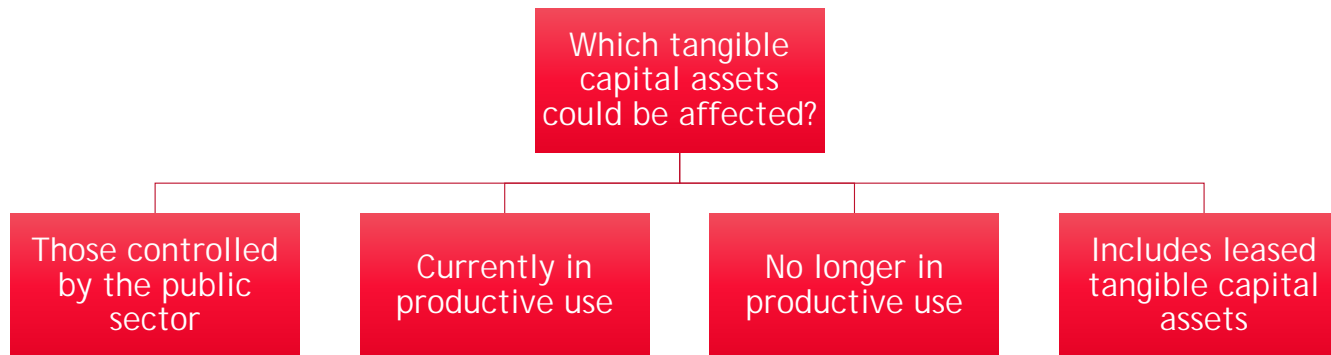 Which tangible
capital assets
could be affected?
Those controlled
by the public
sector
Currently in
productive use
No longer in
productive use
Includes leased
tangible capital
assets